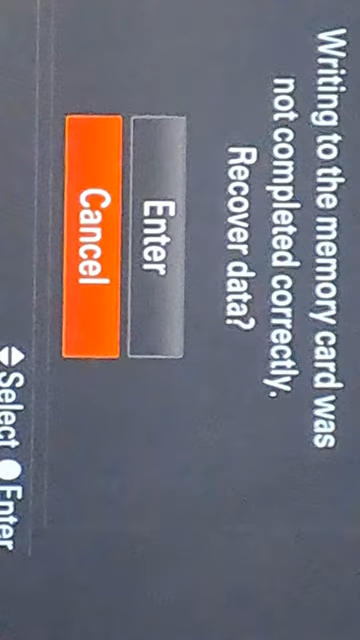 Writing to the memory card was
not completed correctly.
Recover data?
Enter
Cancel
Select Enter